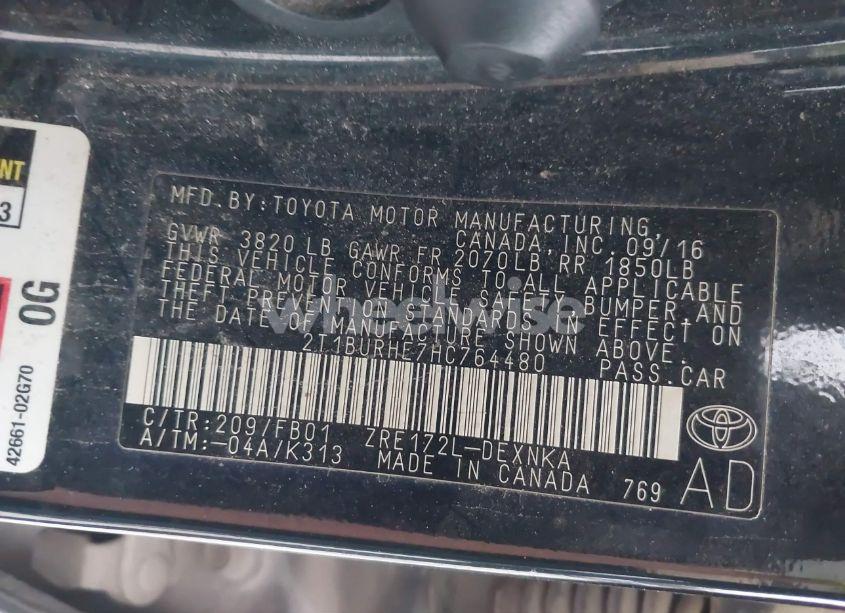 NT
3
0G
42661-02G70
MFD.BY:TOYOTA MOTOR MANUFACTURING,
CANADA,INC.09/16
GVWR 3820 LB GAWR FR 2070LB RR 1850LB
THIS VEHICLE CONFORMS TO ALL APPLICABLE
FEDERAL MOTOR VEHICLE SAFETY,BUMPER AND
THEFT PREVENTION STANDARDS IN EFFECT ON
THE DATE OF MANUFACTURE SHOWN ABOVE.
2T1BURHE7HC764480 PASS.CAR
wheelwise
C/TR:209/FB01 ZRE172L-DEXNKA
A/TM:-04A/K313 MADE IN CANADA 769
AD